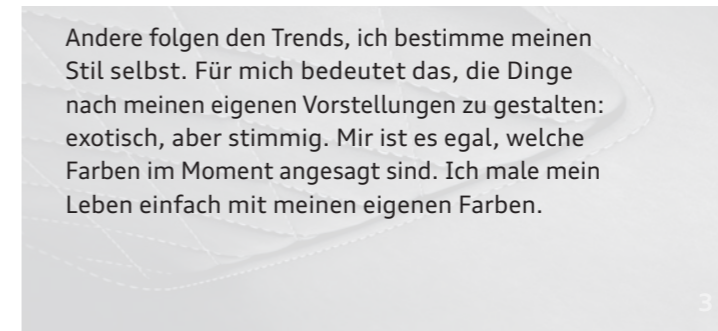 Andere folgen den Trends, ich bestimme meinen
Stil selbst. Für mich bedeutet das, die Dinge
nach meinen eigenen Vorstellungen zu gestalten:
exotisch, aber stimmig. Mir ist es egal, welche
Farben im Moment angesagt sind. Ich male mein
Leben einfach mit meinen eigenen Farben.
3